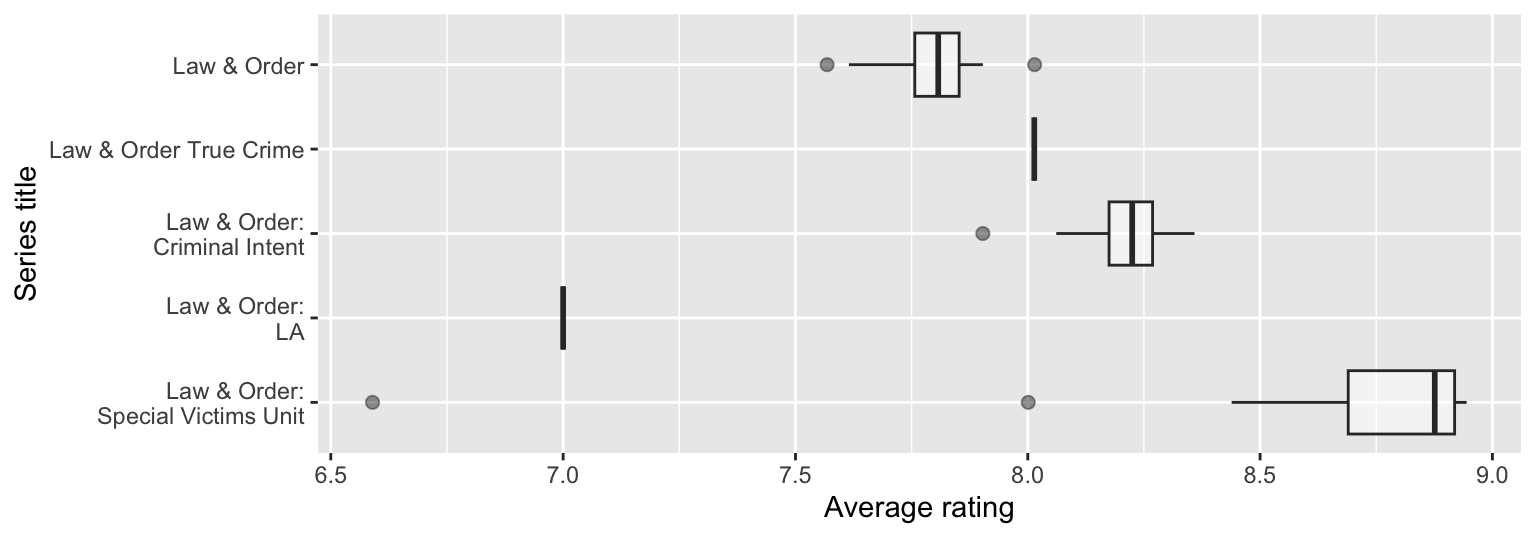 Series title
Law & Order
Law & Order True Crime
Law & Order:
Criminal Intent
Law & Order:
LA
Law & Order:
Special Victims Unit
6.5 7.0 7.5 8.0 8.5 9.0
Average rating